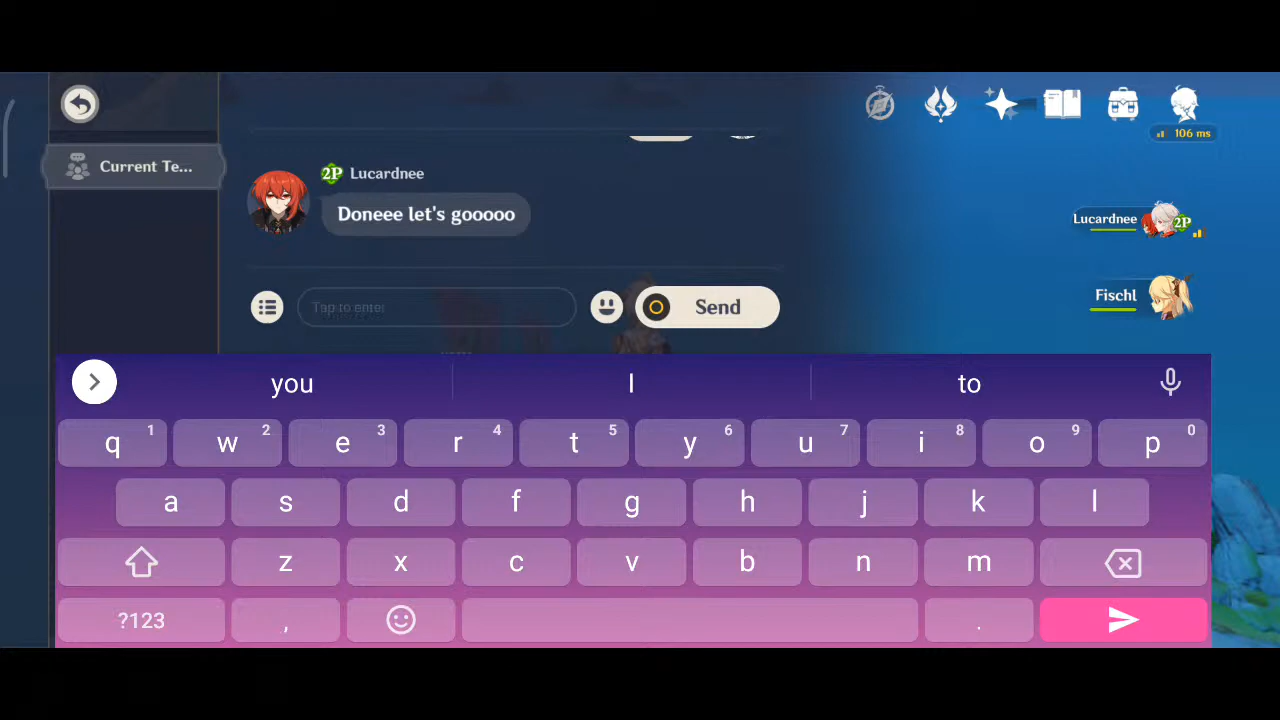 106 ms
Current Te...
2P Lucardnee
Doneee let's gooooo
Lucardnee 2P
Fischl
Tap to enter
Send
you I to
q 1 w 2 e 3 r 4 t 5 y 6 u 7 i 8 o 9 p 0
a s d f g h j k l
z x c v b n m
?123 , .